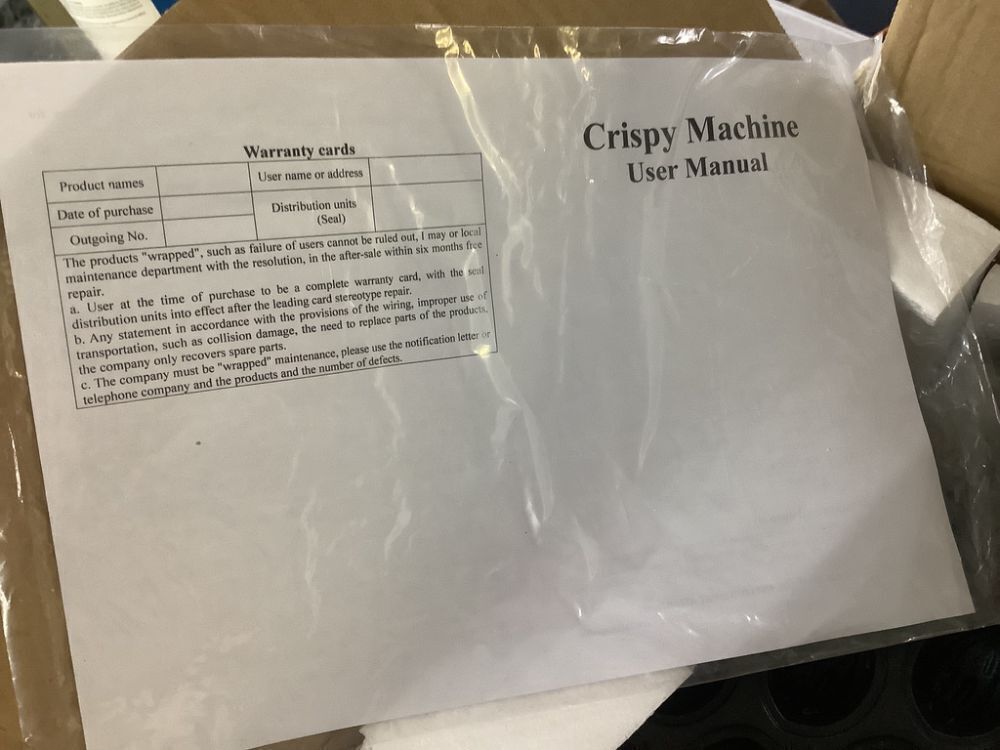 Warranty cards
Product names
User name or address
Date of purchase
Distribution units
(Seal)
Outgoing No.
The products "wrapped", such as failure of users cannot be ruled out, I may or local
maintenance department with the resolution, in the after-sale within six months free
repair.
a. User at the time of purchase to be a complete warranty card, with the seal
distribution units into effect after the leading card stereotype repair.
b. Any statement in accordance with the provisions of the wiring, improper use of
transportation, such as collision damage, the need to replace parts of the products,
the company only recovers spare parts.
c. The company must be "wrapped" maintenance, please use the notification letter or
telephone company and the products and the number of defects.
Crispy Machine
User Manual